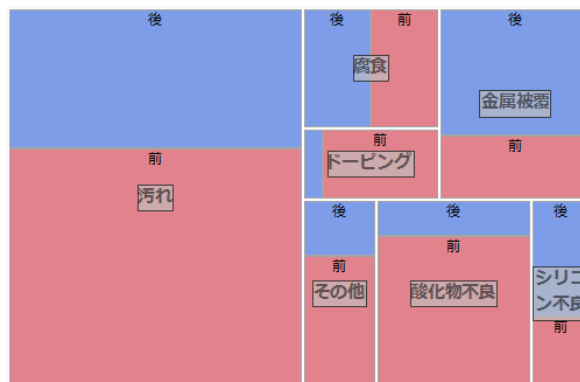 後
前
汚れ
後
前
腐食
後
金属被覆
前
前
ドーピング
後
前
その他
後
前
酸化物不良
後
シリコ
ン不良
前